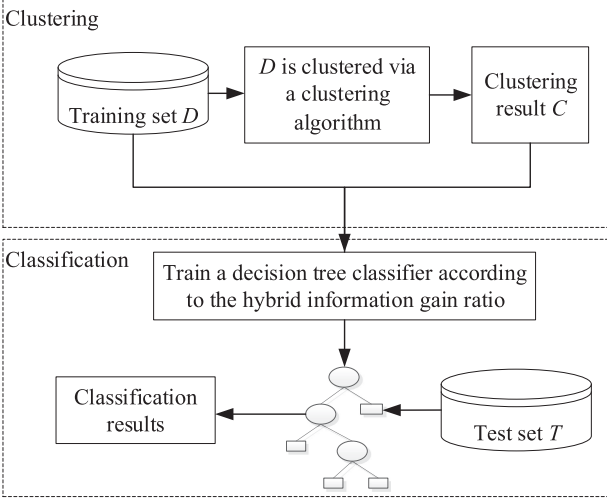 Clustering
Training set D
D is clustered via
a clustering
algorithm
Clustering
result C
Classification
Train a decision tree classifier according
to the hybrid information gain ratio
Classification
results
Test set T